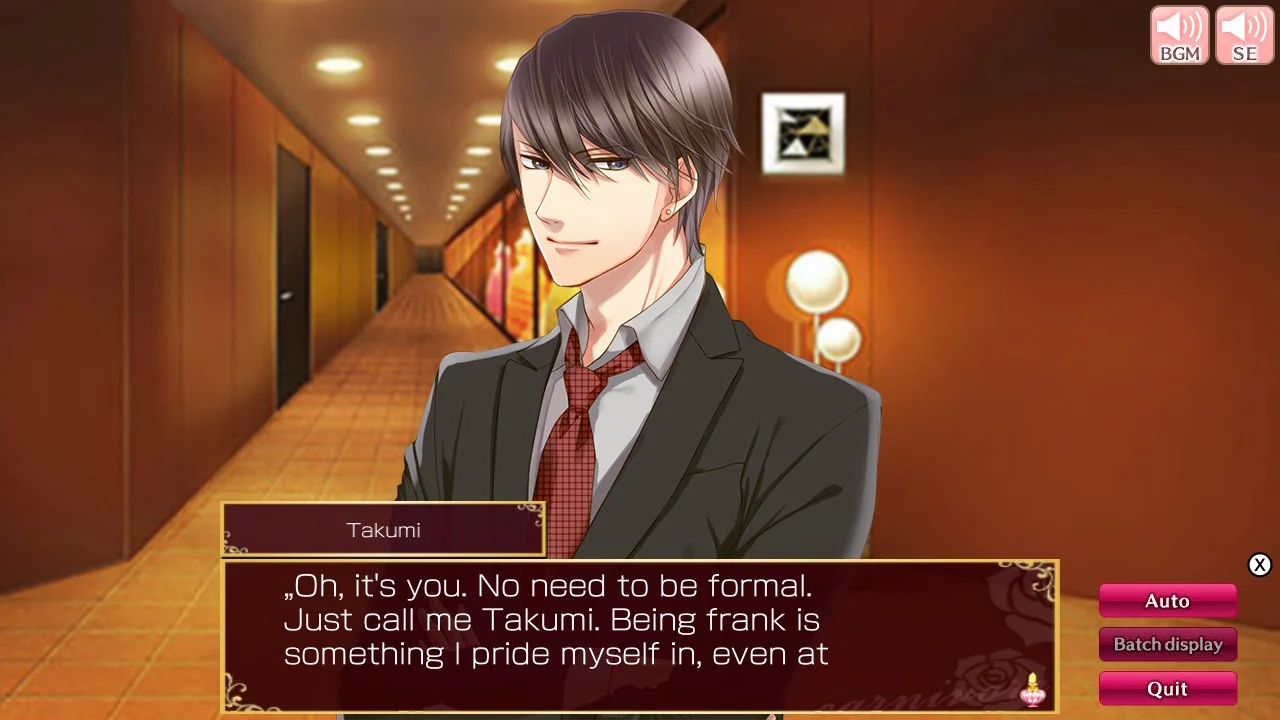 BGM
SE
Takumi
„Oh, it's you. No need to be formal.
Just call me Takumi. Being frank is
something I pride myself in, even at
X
Auto
Batch display
Quit